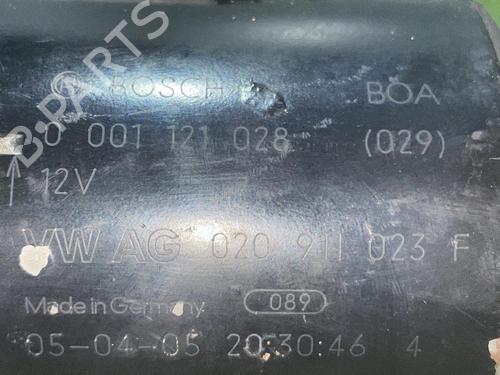 BOSCH BOA
0 001 121 028 (029)
12V
VW AG 020 911 023 F
Made in Germany 089
05-04-05 20:30:46 4
B-PARTS